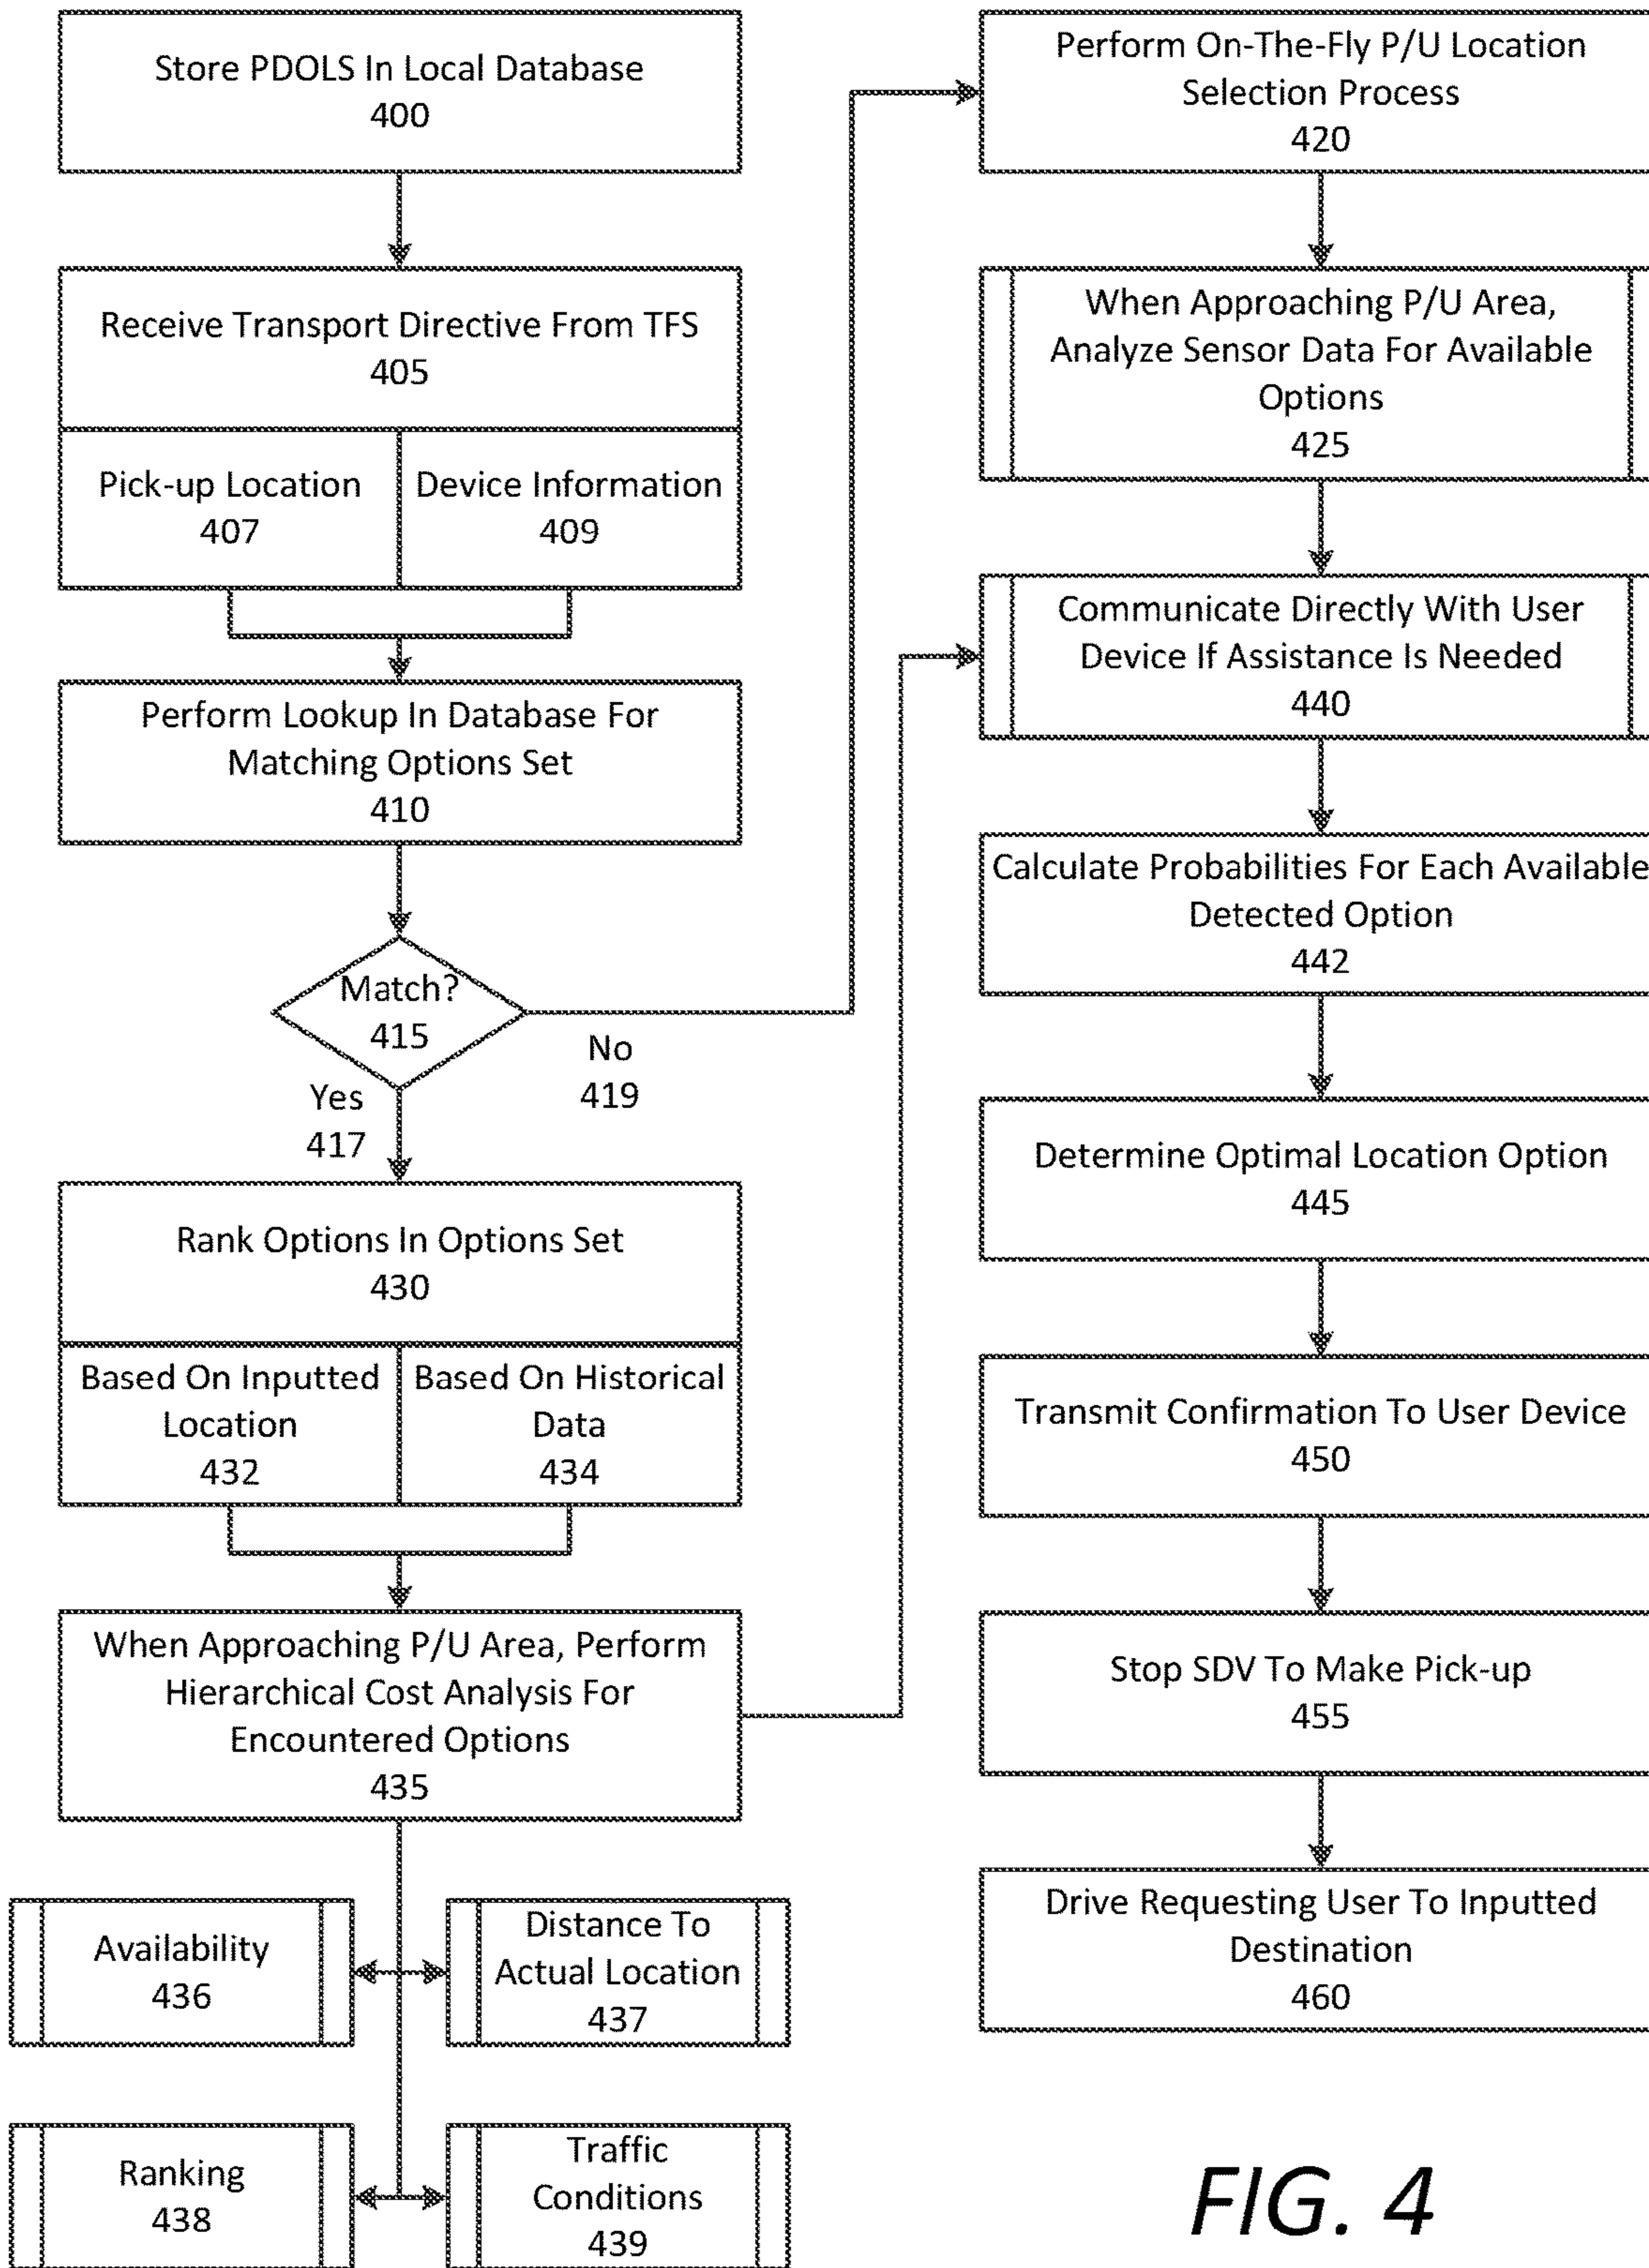 Store PDOLS In Local Database
400
Receive Transport Directive From TFS
405
Pick-up Location
407
Device Information
409
Perform Lookup In Database For
Matching Options Set
410
Match?
415
No
419
Yes
417
Rank Options In Options Set
430
Based On Inputted
Location
432
Based On Historical
Data
434
When Approaching P/U Area, Perform
Hierarchical Cost Analysis For
Encountered Options
435
Availability
436
Distance To
Actual Location
437
Ranking
438
Traffic
Conditions
439
Perform On-The-Fly P/U Location
Selection Process
420
When Approaching P/U Area,
Analyze Sensor Data For Available
Options
425
Communicate Directly With User
Device If Assistance Is Needed
440
Calculate Probabilities For Each Available
Detected Option
442
Determine Optimal Location Option
445
Transmit Confirmation To User Device
450
Stop SDV To Make Pick-up
455
Drive Requesting User To Inputted
Destination
460
FIG. 4